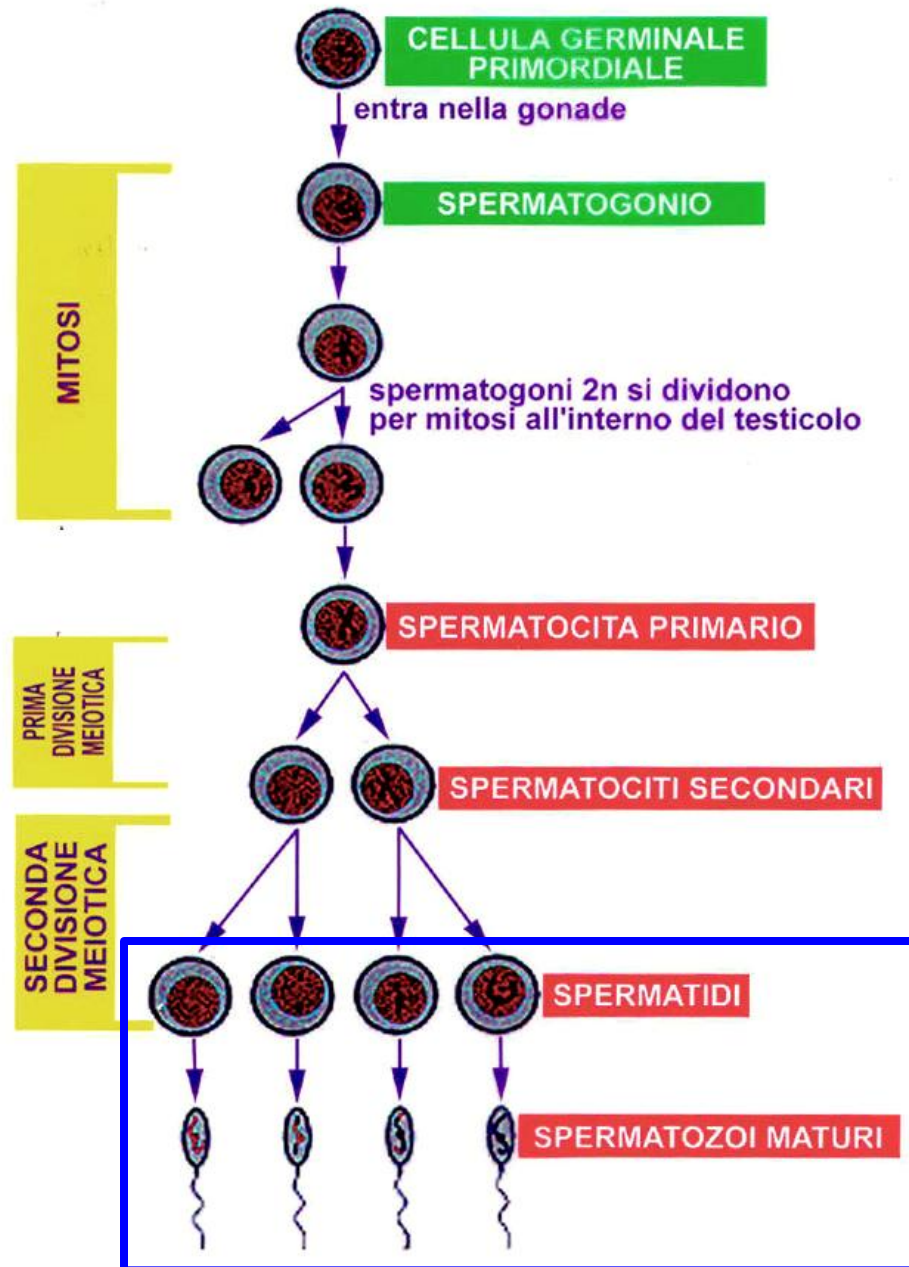 CELLULA GERMINALE
PRIMORDIALE
entra nella gonade
SPERMATOGONIO
MITOSI
spermatogoni 2n si dividono
per mitosi all'interno del testicolo
SPERMATOCITA PRIMARIO
PRIMA
DIVISIONE
MEIOTICA
SPERMATOCITI SECONDARI
SECONDA
DIVISIONE
MEIOTICA
SPERMATIDI
SPERMATOZOI MATURI